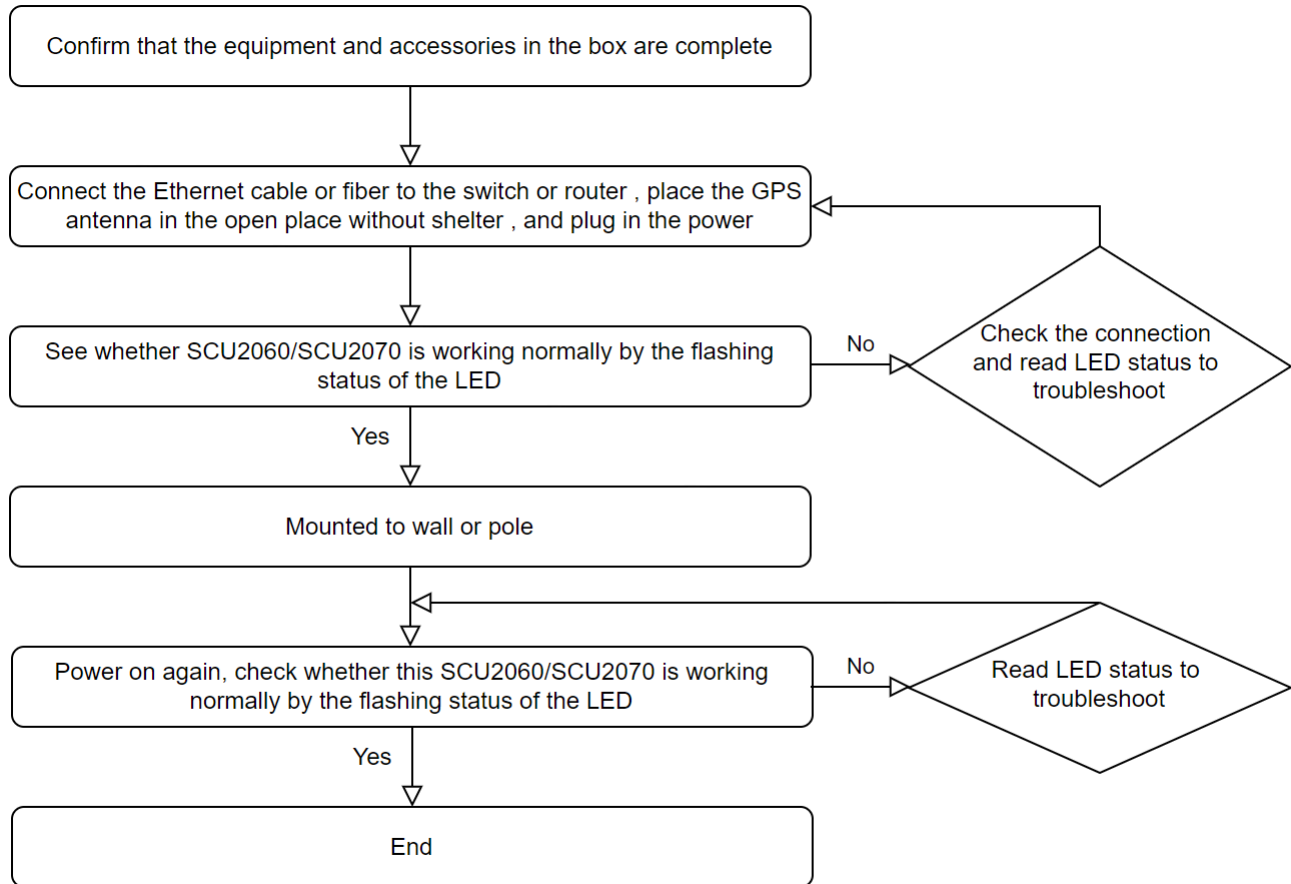 Confirm that the equipment and accessories in the box are complete
Connect the Ethernet cable or fiber to the switch or router , place the GPS
antenna in the open place without shelter , and plug in the power
See whether SCU2060/SCU2070 is working normally by the flashing
status of the LED
No
Check the connection
and read LED status to
troubleshoot
Yes
Mounted to wall or pole
Power on again, check whether this SCU2060/SCU2070 is working
normally by the flashing status of the LED
No
Read LED status to
troubleshoot
Yes
End